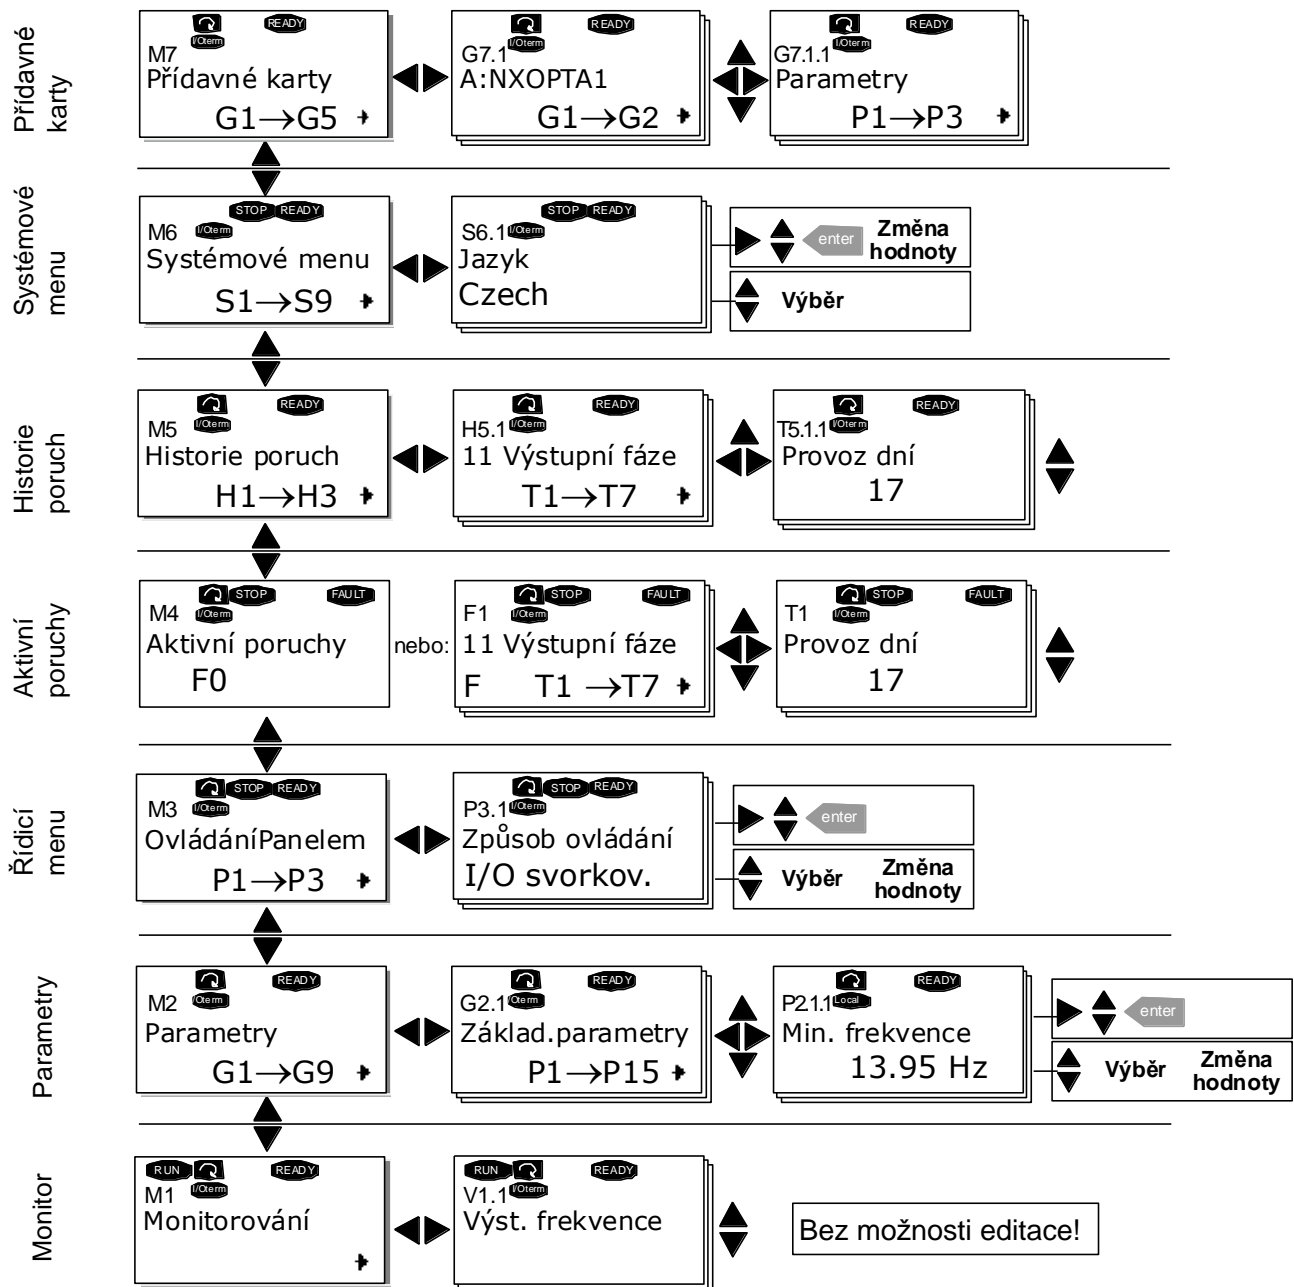 Přídavné
karty
READY
I/Oterm
M7
Přídavné karty
G1→G5
READY
I/Oterm
G7.1
A:NXOPTA1
G1→G2
READY
I/Oterm
G7.1.1
Parametry
P1→P3
Systémové
menu
STOP READY
M6 I/Oterm
Systémové menu
S1→S9
STOP READY
S6.1 I/Oterm
Jazyk
Czech
enter
Změna
hodnoty
Výběr
Historie
poruch
READY
M5 I/Oterm
Historie poruch
H1→H3
READY
H5.1 I/Oterm
11 Výstupní fáze
T1→T7
READY
T5.1.1 I/Oterm
Provoz dní
17
Aktivní
poruchy
STOP FAULT
M4 I/Oterm
Aktivní poruchy
F0
nebo:
STOP FAULT
F1 I/Oterm
11 Výstupní fáze
F T1 →T7
STOP FAULT
T1 I/Oterm
Provoz dní
17
Řídicí
menu
STOP READY
M3 I/Oterm
OvládáníPanelem
P1→P3
STOP READY
P3.1 I/Oterm
Způsob ovládání
I/O svorkov.
enter
Výběr
Změna
hodnoty
Parametry
READY
M2 I/Oterm
Parametry
G1→G9
READY
G2.1 I/Oterm
Základ.parametry
P1→P15
READY
P2.1.1 Local
Min. frekvence
13.95 Hz
enter
Výběr
Změna
hodnoty
Monitor
RUN READY
M1 I/Oterm
Monitorování
RUN READY
V1.1 I/Oterm
Výst. frekvence
Bez možnosti editace!